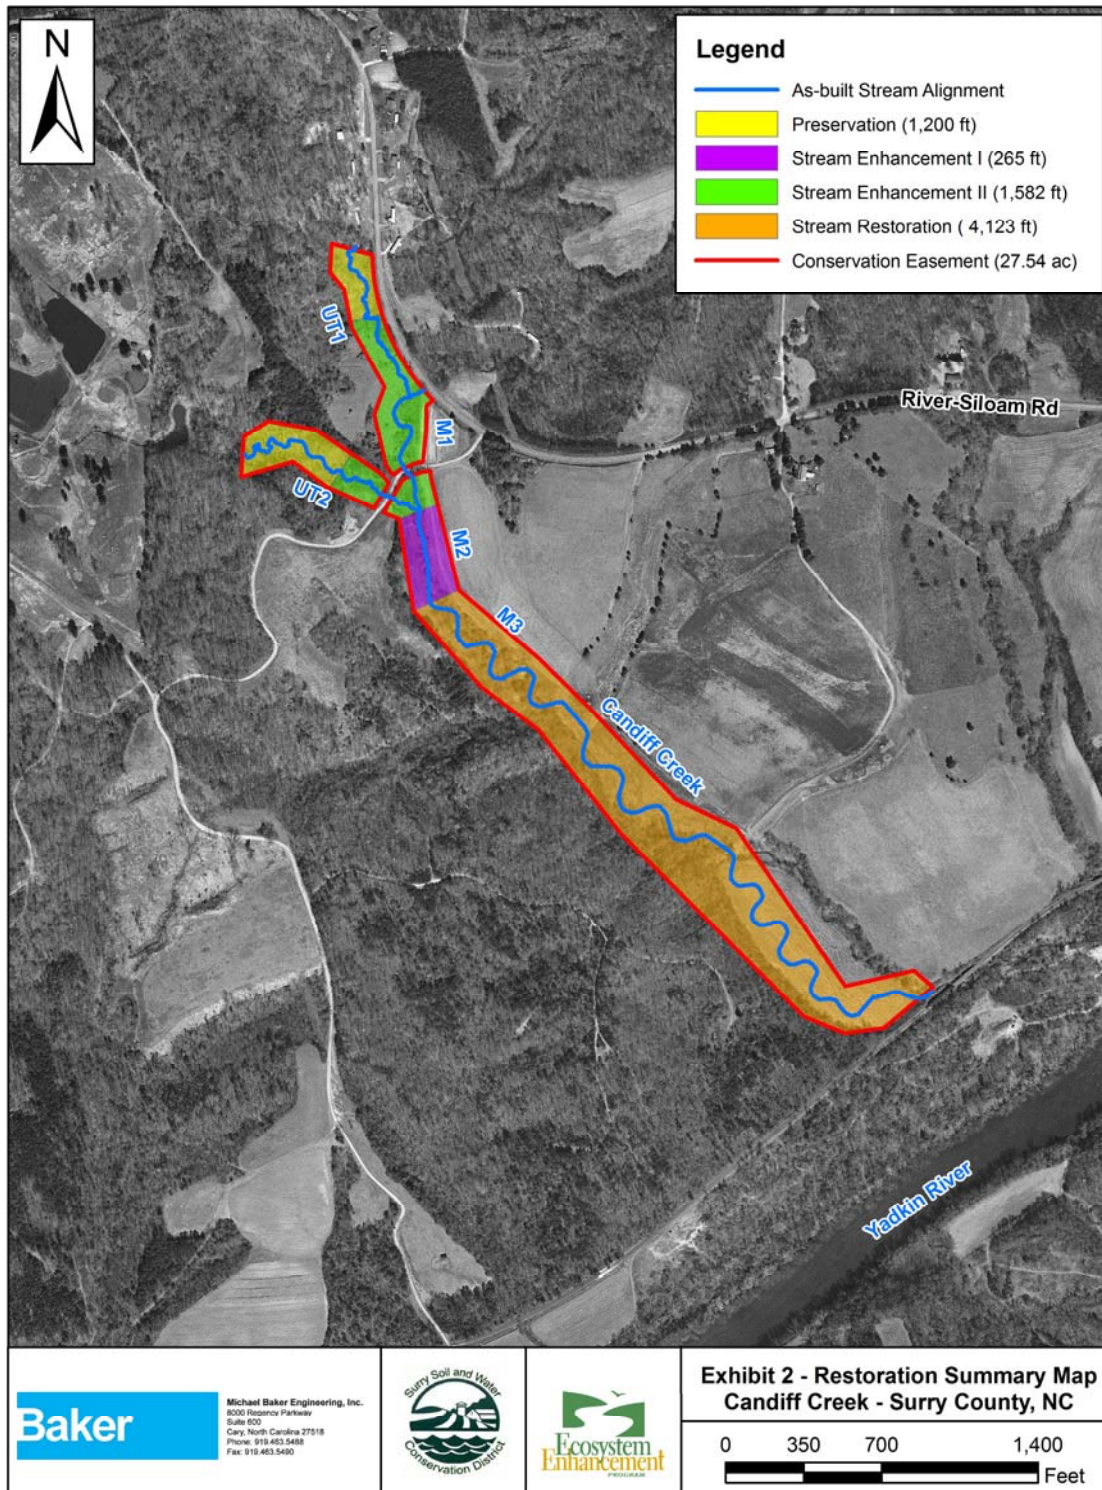 N
Legend
As-built Stream Alignment
Preservation (1,200 ft)
Stream Enhancement I (265 ft)
Stream Enhancement II (1,582 ft)
Stream Restoration ( 4,123 ft)
Conservation Easement (27.54 ac)
UT1
River-Siloam Rd
M1
UT2
M2
M3
Candiff Creek
Yadkin River
Baker
Michael Baker Engineering, Inc.
8000 Regency Parkway
Suite 600
Cary, North Carolina 27518
Phone: 919.463.5488
Fax: 919.463.5490
Surry Soil and Water
Conservation District
Ecosystem
Enhancement
PROGRAM
Exhibit 2 - Restoration Summary Map
Candiff Creek - Surry County, NC
0 350 700 1,400
Feet